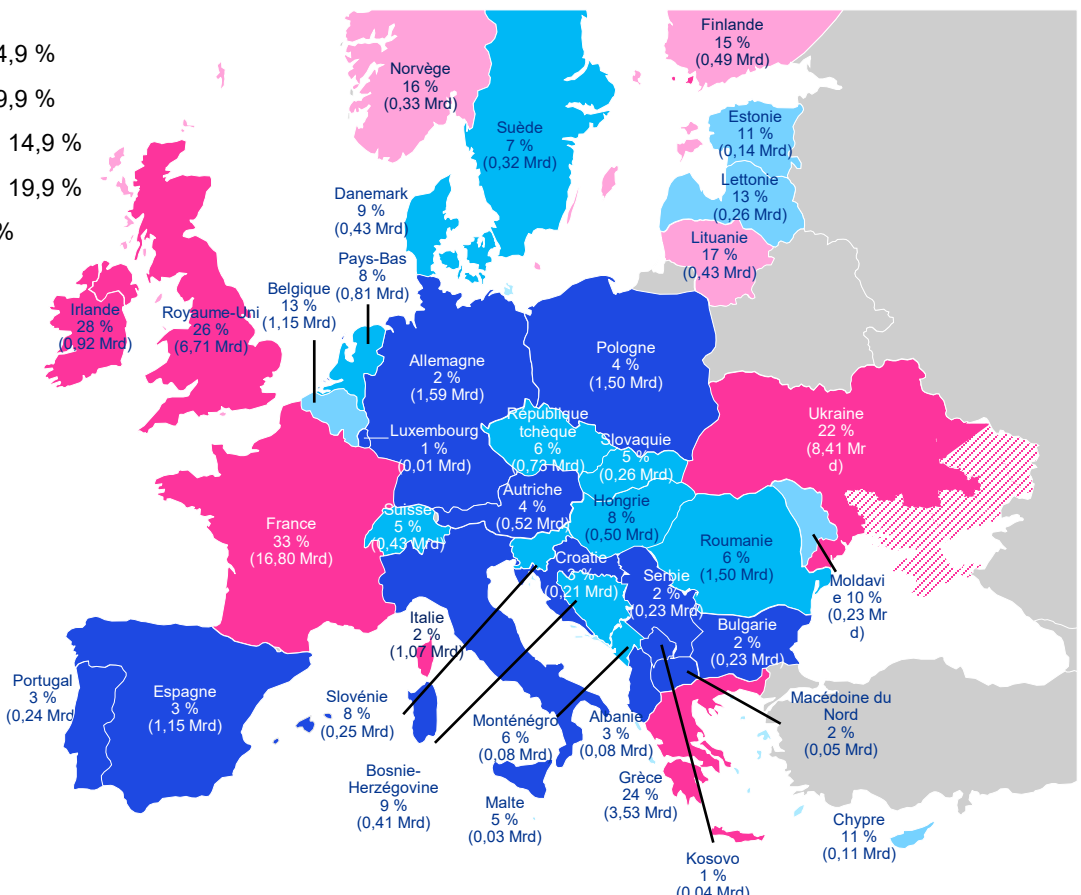 4,9 %
9,9 %
14,9 %
19,9 %
%
Finlande
15 %
(0,49 Mrd)
Norvège
16 %
(0,33 Mrd)
Suède
7 %
(0,32 Mrd)
Estonie
11 %
(0,14 Mrd)
Lettonie
13 %
(0,26 Mrd)
Lituanie
17 %
(0,43 Mrd)
Danemark
9 %
(0,43 Mrd)
Pays-Bas
8 %
(0,81 Mrd)
Belgique
13 %
(1,15 Mrd)
Irlande
28 %
(0,92 Mrd)
Royaume-Uni
26 %
(6,71 Mrd)
Allemagne
2 %
(1,59 Mrd)
Pologne
4 %
(1,50 Mrd)
Luxembourg
1 %
(0,01 Mrd)
République
tchèque
6 %
(0,73 Mrd)
Slovaquie
5 %
(0,26 Mrd)
Ukraine
22 %
(8,41 Mr
d)
Autriche
4 %
(0,52 Mrd)
Hongrie
8 %
(0,50 Mrd)
Suisse
5 %
(0,43 Mrd)
France
33 %
(16,80 Mrd)
Roumanie
6 %
(1,50 Mrd)
Croatie
3 %
(0,21 Mrd)
Serbie
2 %
(0,23 Mrd)
Moldavi
e 10 %
(0,23 Mr
d)
Italie
2 %
(1,07 Mrd)
Bulgarie
2 %
(0,23 Mrd)
Portugal
3 %
(0,24 Mrd
Espagne
3 %
(1,15 Mrd)
Slovénie
8 %
(0,25 Mrd)
Monténégro
6 %
(0,08 Mrd)
Albanie
3 %
(0,08 Mrd)
Macédoine du
Nord
2 %
(0,05 Mrd)
Bosnie-
Herzégovine
9 %
(0,41 Mrd)
Malte
5 %
(0,03 Mrd)
Grèce
24 %
(3,53 Mrd)
Chypre
11 %
(0,11 Mrd)
Kosovo
1 %
(0,04 Mrd)